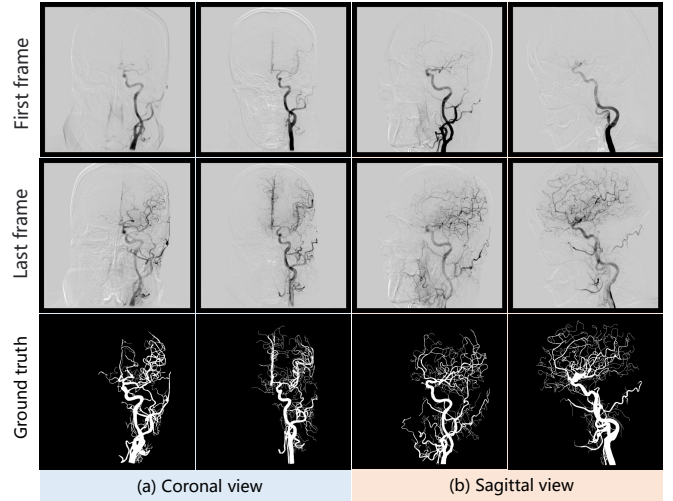 First frame
Last frame
Ground truth
(a) Coronal view
(b) Sagittal view